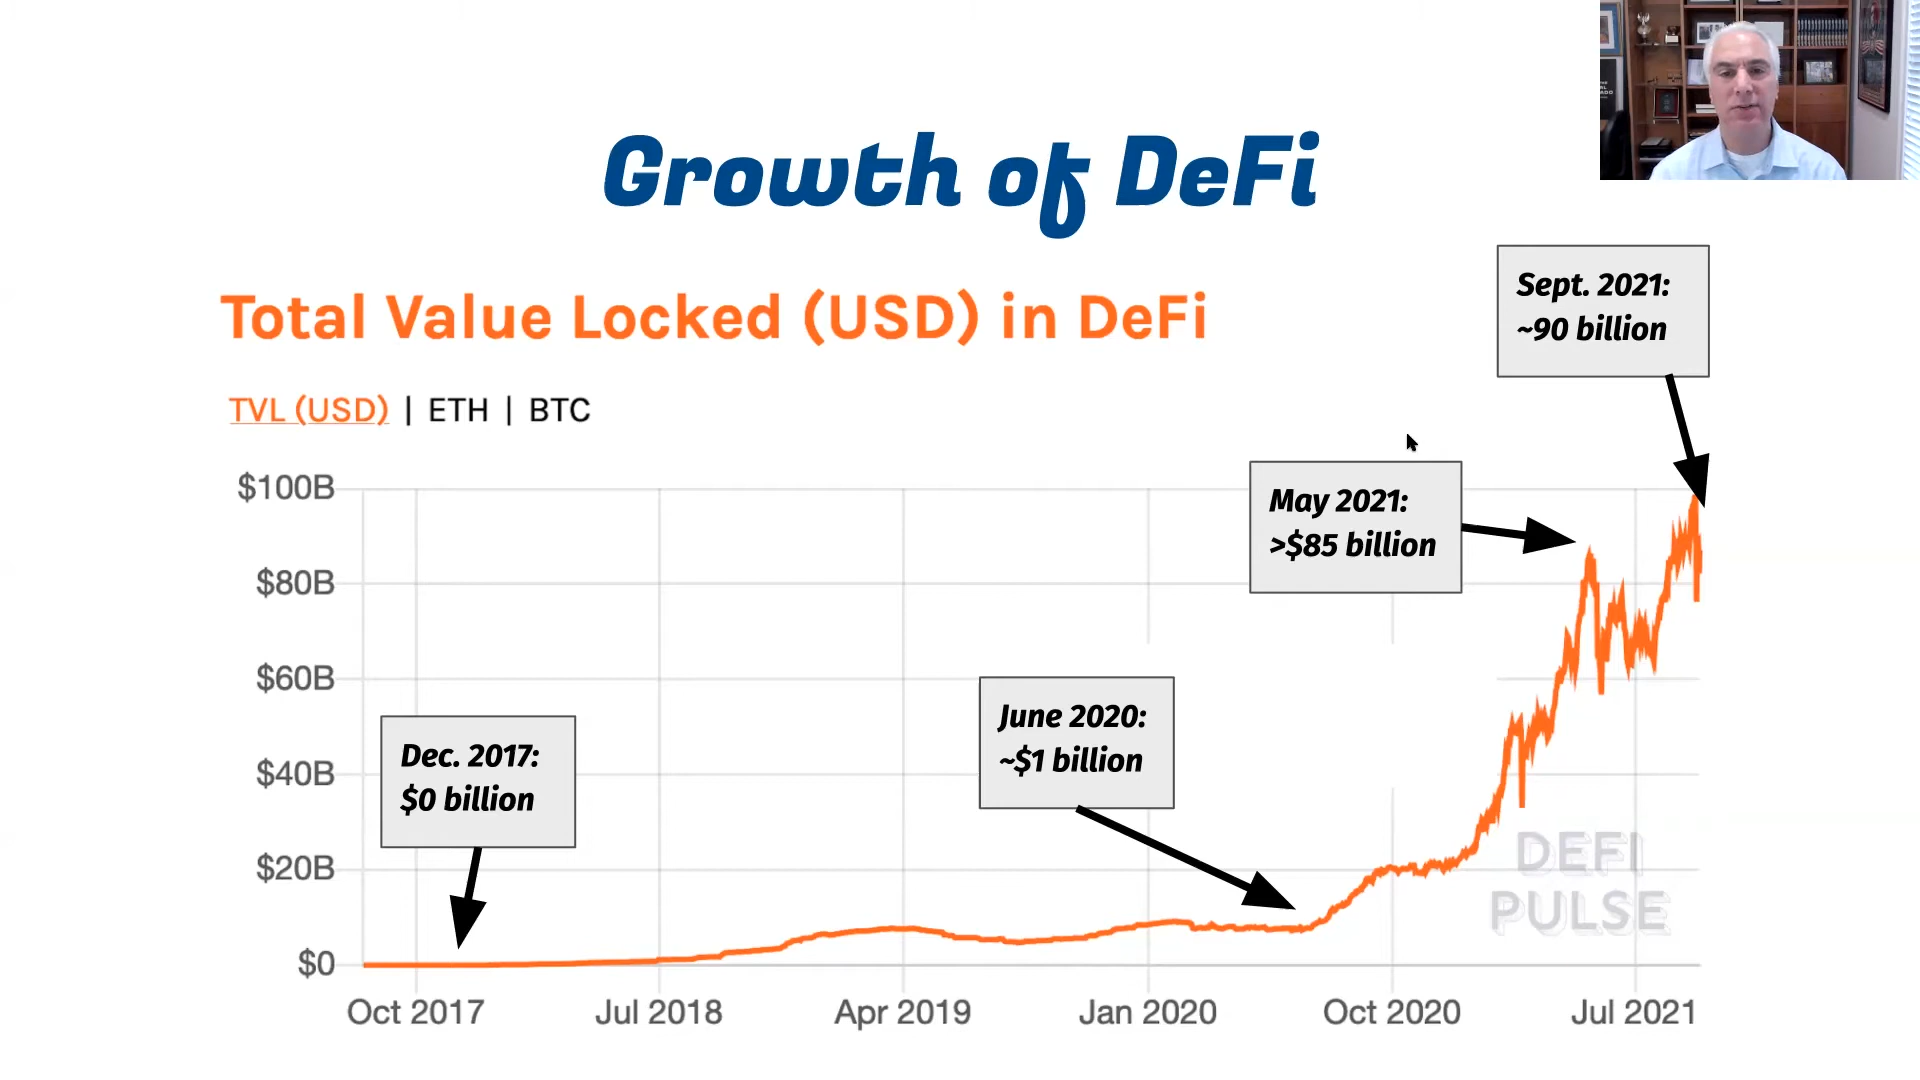 Growth of DeFi
Total Value Locked (USD) in DeFi
TVL (USD) | ETH | BTC
Sept. 2021:
~90 billion
May 2021:
>$85 billion
June 2020:
~$1 billion
Dec. 2017:
$0 billion
$100B
$80B
$60B
$40B
$20B
$0
DEFI
PULSE
Oct 2017
Jul 2018
Apr 2019
Jan 2020
Oct 2020
Jul 2021